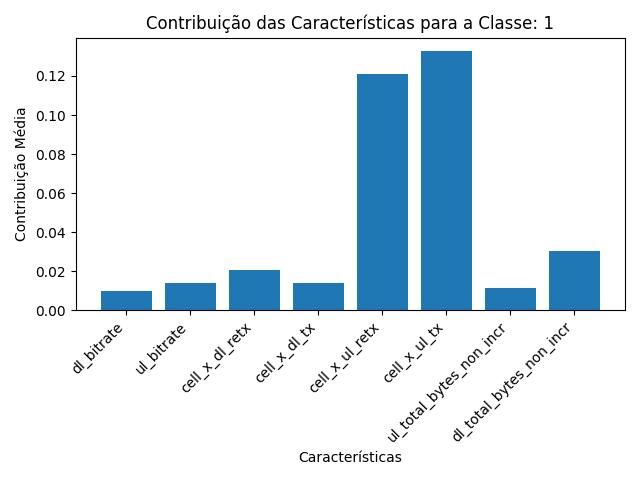 Contribuição das Características para a Classe: 1
Contribuição Média
0.12
0.10
0.08
0.06
0.04
0.02
0.00
dl_bitrate
ul_bitrate
cell_x_dl_retx
cell_x_dl_tx
cell_x_ul_retx
cell_x_ul_tx
ul_total_bytes_non_incr
dl_total_bytes_non_incr
Características